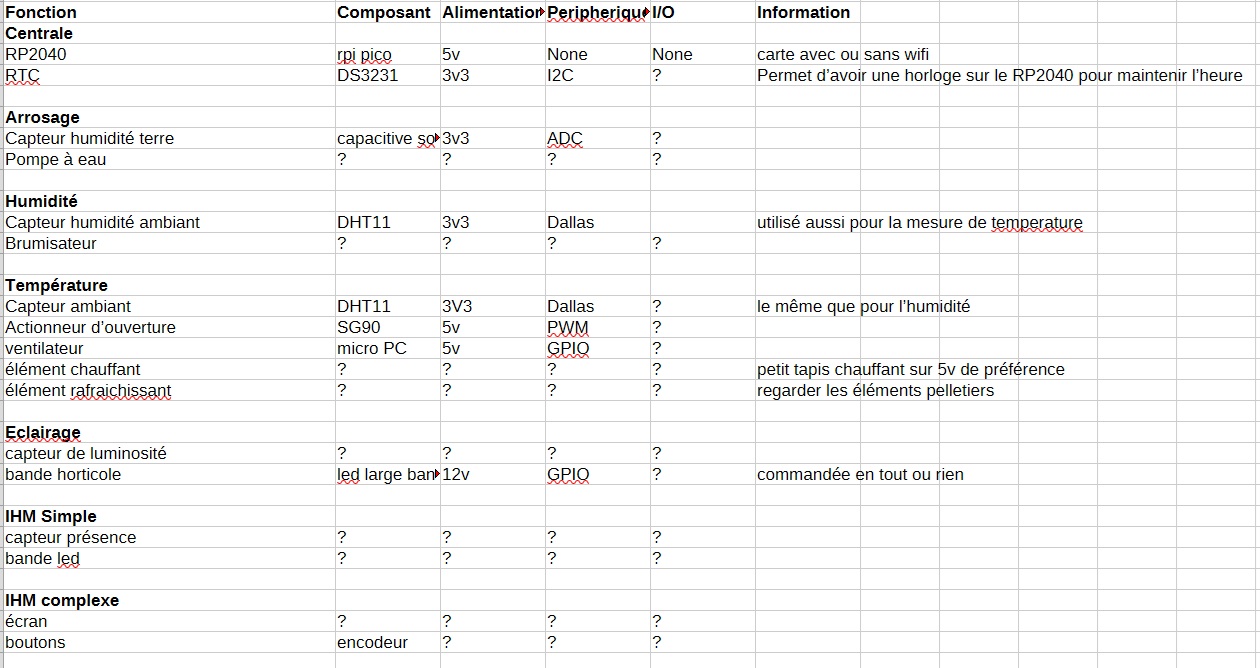 Fonction Composant Alimentation Peripherique I/O Information
Centrale
RP2040 rpi pico 5v None None carte avec ou sans wifi
RTC DS3231 3v3 I2C ? Permet d’avoir une horloge sur le RP2040 pour maintenir l’heure
Arrosage
Capteur humidité terre capacitive so 3v3 ADC ?
Pompe à eau ? ? ? ?
Humidité
Capteur humidité ambiant DHT11 3v3 Dallas utilisé aussi pour la mesure de temperature
Brumisateur ? ? ? ?
Température
Capteur ambiant DHT11 3V3 Dallas ? le même que pour l’humidité
Actionneur d’ouverture SG90 5v PWM ?
ventilateur micro PC 5v GPIO ?
élément chauffant ? ? ? ? petit tapis chauffant sur 5v de préférence
élément rafraichissant ? ? ? ? regarder les éléments pelletiers
Eclairage
capteur de luminosité ? ? ? ?
bande horticole led large ban 12v GPIO ? commandée en tout ou rien
IHM Simple
capteur présence ? ? ? ?
bande led ? ? ? ?
IHM complexe
écran ? ? ? ?
boutons encodeur ? ? ?